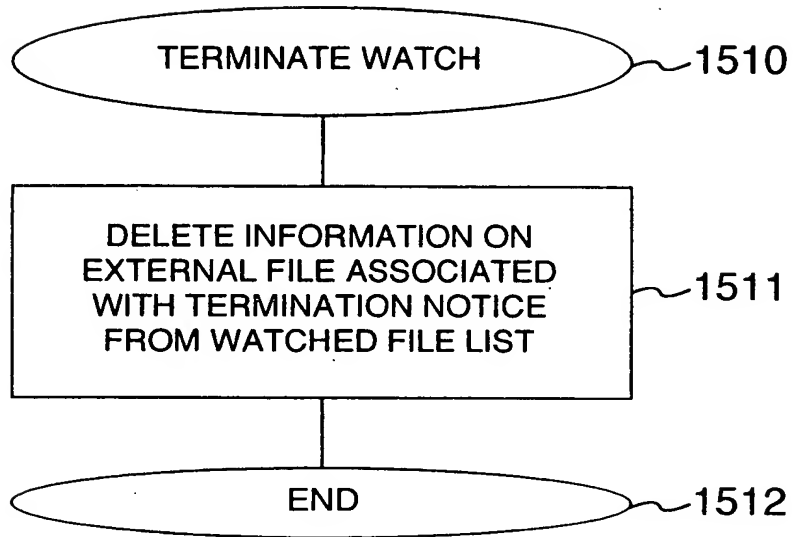 TERMINATE WATCH
1510
DELETE INFORMATION ON
EXTERNAL FILE ASSOCIATED
WITH TERMINATION NOTICE
FROM WATCHED FILE LIST
1511
END
1512